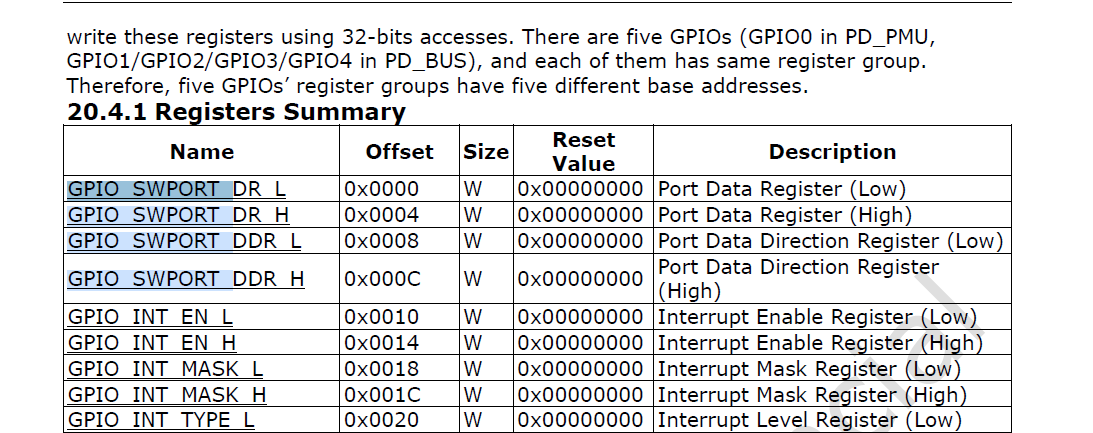 write these registers using 32-bits accesses. There are five GPIOs (GPIO0 in PD_PMU,
GPIO1/GPIO2/GPIO3/GPIO4 in PD_BUS), and each of them has same register group.
Therefore, five GPIOs’ register groups have five different base addresses.
20.4.1 Registers Summary
Name Offset Size Reset Value Description
GPIO_SWPORT_DR_L 0x0000 W 0x00000000 Port Data Register (Low)
GPIO_SWPORT_DR_H 0x0004 W 0x00000000 Port Data Register (High)
GPIO_SWPORT_DDR_L 0x0008 W 0x00000000 Port Data Direction Register (Low)
GPIO_SWPORT_DDR_H 0x000C W 0x00000000 Port Data Direction Register
(High)
GPIO_INT_EN_L 0x0010 W 0x00000000 Interrupt Enable Register (Low)
GPIO_INT_EN_H 0x0014 W 0x00000000 Interrupt Enable Register (High)
GPIO_INT_MASK_L 0x0018 W 0x00000000 Interrupt Mask Register (Low)
GPIO_INT_MASK_H 0x001C W 0x00000000 Interrupt Mask Register (High)
GPIO_INT_TYPE_L 0x0020 W 0x00000000 Interrupt Level Register (Low)